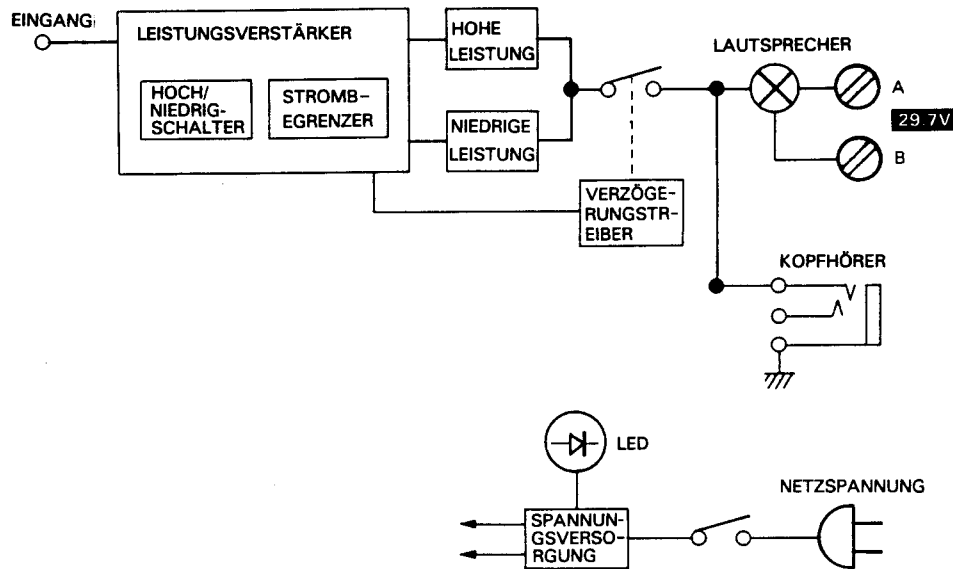 EINGANG
LEISTUNGSVERSTÄRKER
HOCH/
NIEDRIG-
SCHALTER
STROMB-
EGRENZER
HOHE
LEISTUNG
NIEDRIGE
LEISTUNG
VERZÖGE-
RUNGSTR-
EIBER
LAUTSPRECHER
A
29.7V
B
KOPFHÖRER
LED
SPANNUN-
GSVERSO-
RGUNG
NETZSPANNUNG